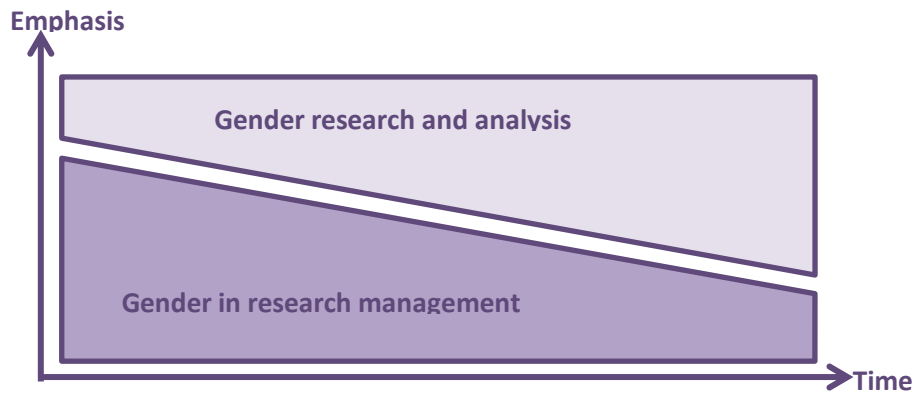 Emphasis
Gender research and analysis
Gender in research management
Time